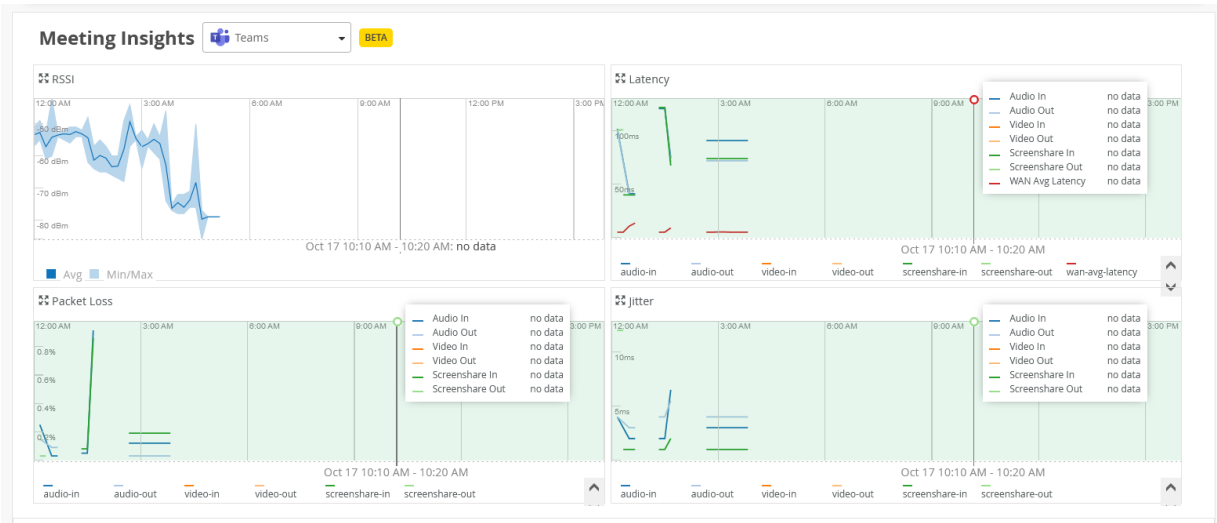 Meeting Insights Teams BETA
RSSI
12:00 AM 3:00 AM 6:00 AM 9:00 AM 12:00 PM 3:00 PM
-50 dBm
-60 dBm
-70 dBm
-80 dBm
Oct 17 10:10 AM - 10:20 AM: no data
Avg Min/Max
Latency
12:00 AM 3:00 AM 6:00 AM 9:00 AM 3:00 PM
100ms
50ms
Audio In no data
Audio Out no data
Video In no data
Video Out no data
Screenshare In no data
Screenshare Out no data
WAN Avg Latency no data
Oct 17 10:10 AM - 10:20 AM
audio-in audio-out video-in video-out screenshare-in screenshare-out wan-avg-latency
Packet Loss
12:00 AM 3:00 AM 6:00 AM 9:00 AM 3:00 PM
0.8%
0.6%
0.4%
0.2%
Audio In no data
Audio Out no data
Video In no data
Video Out no data
Screenshare In no data
Screenshare Out no data
Oct 17 10:10 AM - 10:20 AM
audio-in audio-out video-in video-out screenshare-in screenshare-out
Jitter
12:00 AM 3:00 AM 6:00 AM 9:00 AM 3:00 PM
10ms
5ms
Audio In no data
Audio Out no data
Video In no data
Video Out no data
Screenshare In no data
Screenshare Out no data
Oct 17 10:10 AM - 10:20 AM
audio-in audio-out video-in video-out screenshare-in screenshare-out